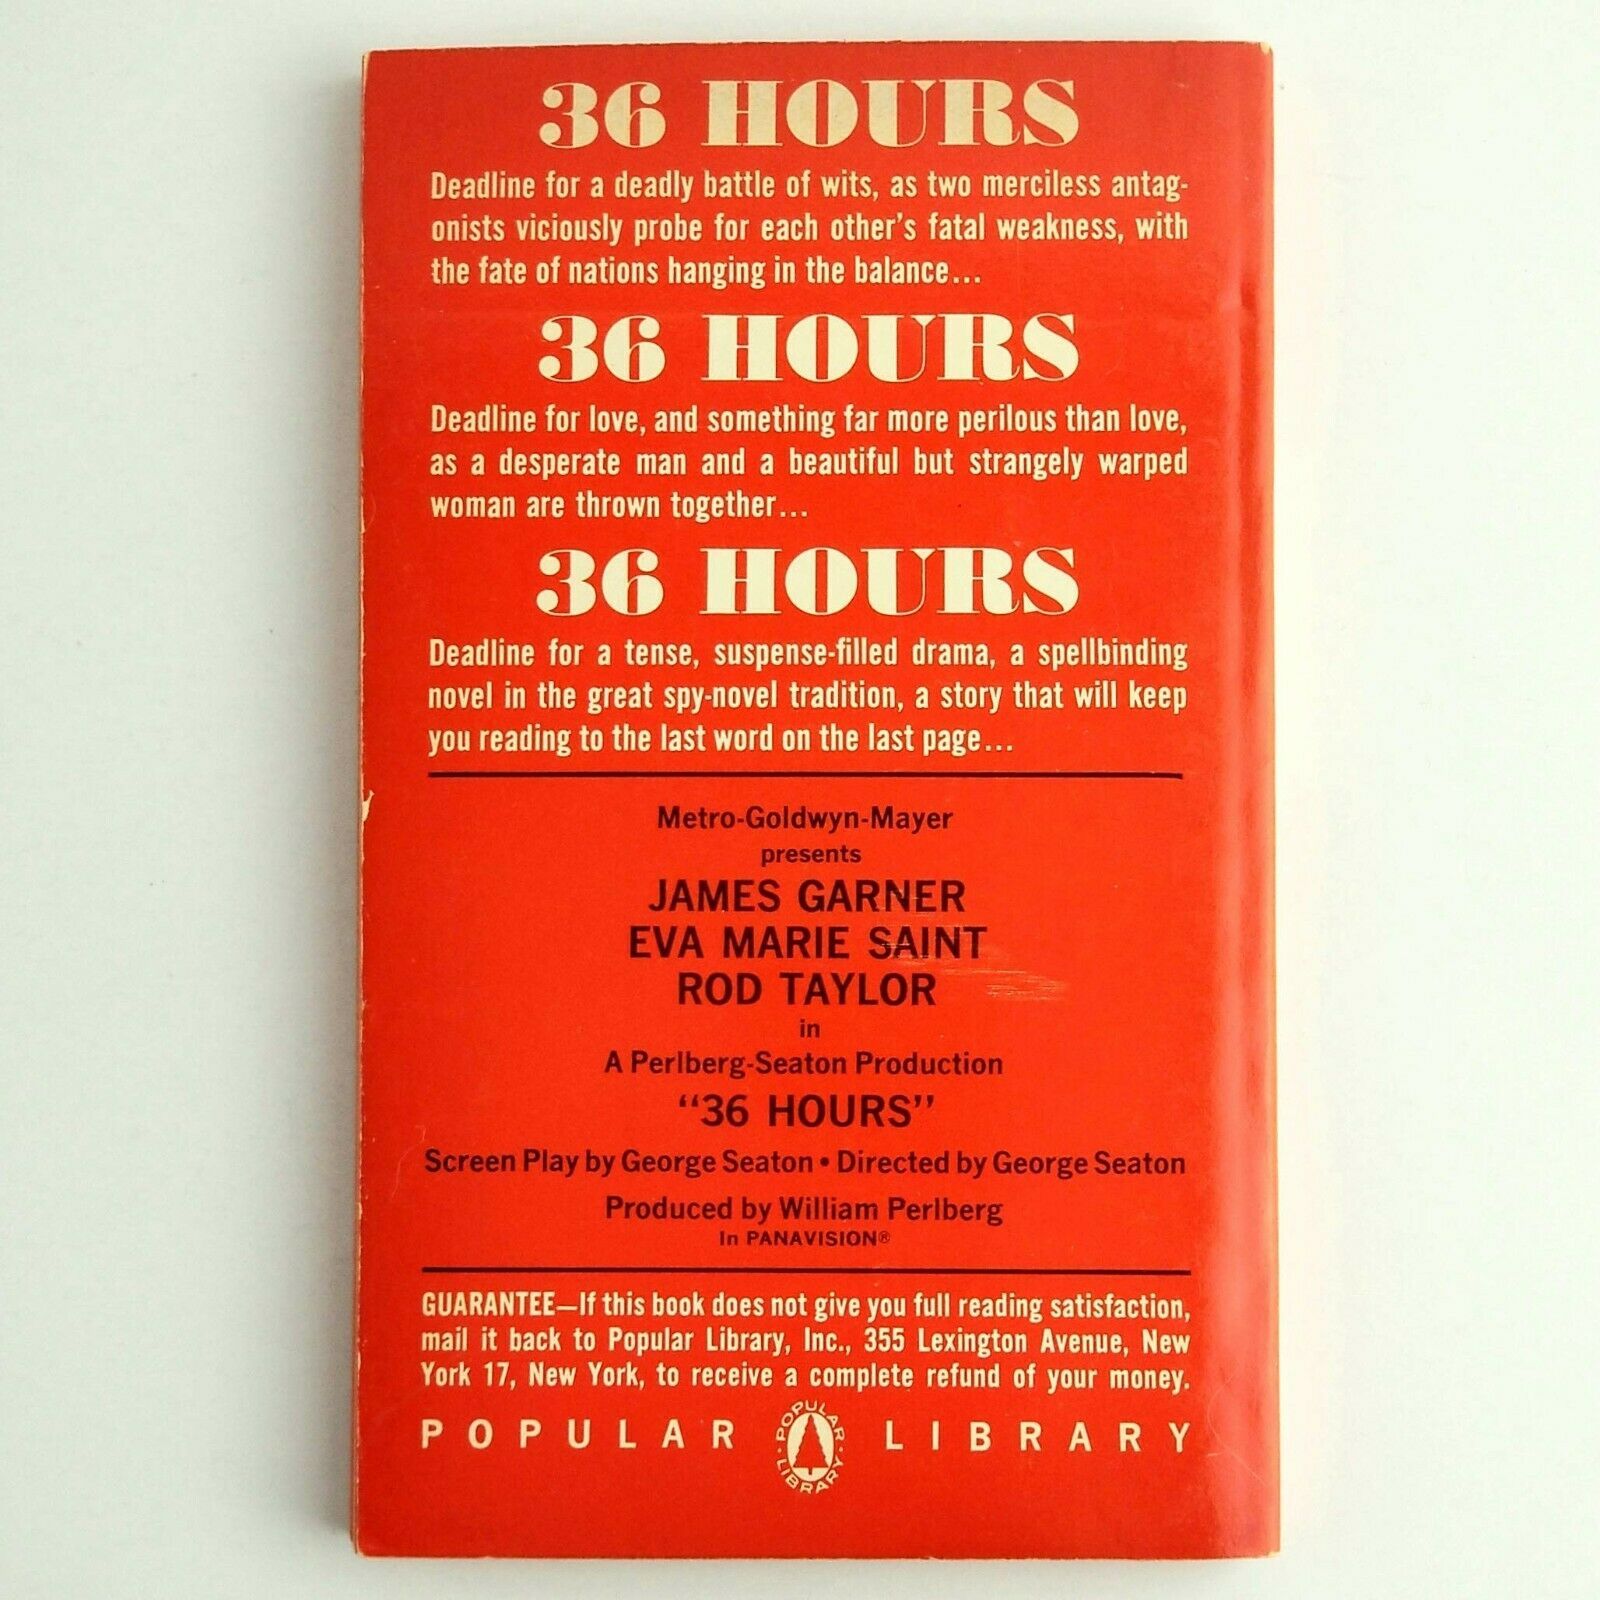 36 HOURS
Deadline for a deadly battle of wits, as two merciless antag-
onists viciously probe for each other's fatal weakness, with
the fate of nations hanging in the balance...
36 HOURS
Deadline for love, and something far more perilous than love,
as a desperate man and a beautiful but strangely warped
woman are thrown together...
36 HOURS
Deadline for a tense, suspense-filled drama, a spellbinding
novel in the great spy-novel tradition, a story that will keep
you reading to the last word on the last page...
Metro-Goldwyn-Mayer
presents
JAMES GARNER
EVA MARIE SAINT
ROD TAYLOR
in
A Perlberg-Seaton Production
"36 HOURS"
Screen Play by George Seaton • Directed by George Seaton
Produced by William Perlberg
In PANAVISION®
GUARANTEE—If this book does not give you full reading satisfaction,
mail it back to Popular Library, Inc., 355 Lexington Avenue, New
York 17, New York, to receive a complete refund of your money.
POPULAR LIBRARY
POPULAR LIBRARY